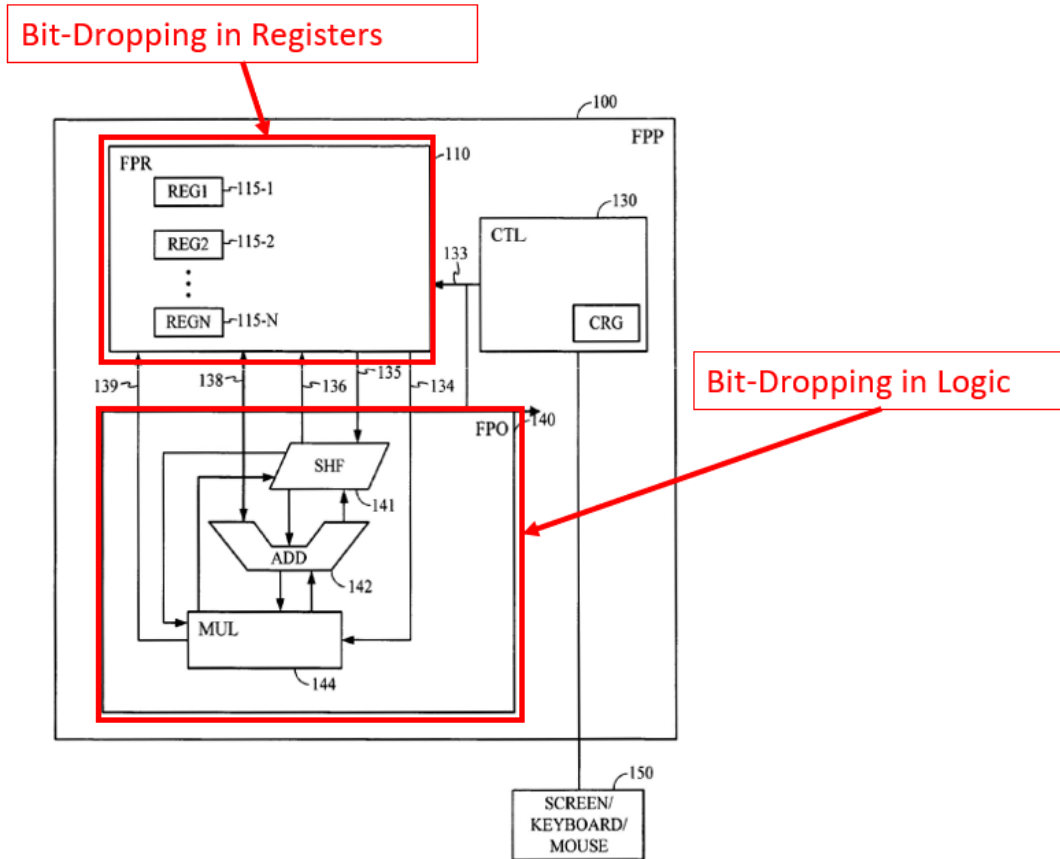 Bit-Dropping in Registers
100
FPP
110
FPR
REG1
115-1
130
CTL
REG2
115-2
133
REGN
115-N
CRG
139
138
136
135
134
Bit-Dropping in Logic
FPO
140
SHF
141
ADD
142
MUL
144
150
SCREEN/
KEYBOARD/
MOUSE